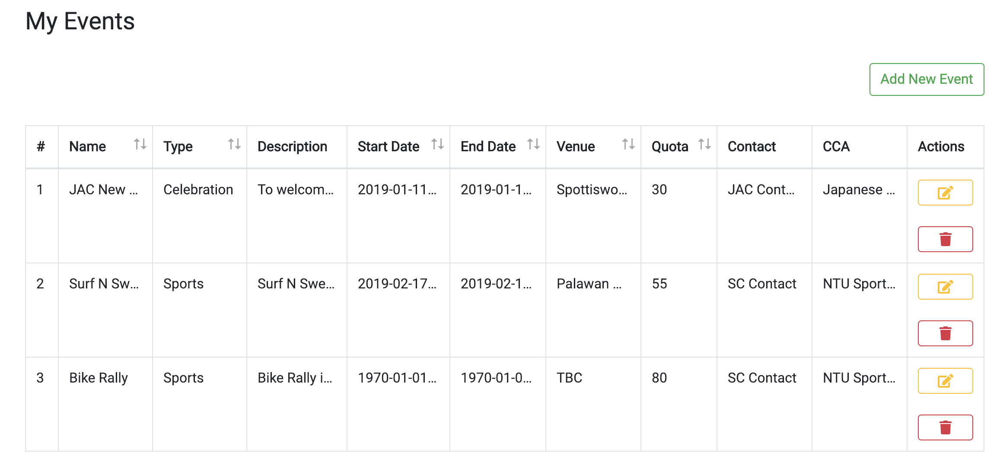 My Events
Add New Event
# Name Type Description Start Date End Date Venue Quota Contact CCA Actions
1 JAC New ... Celebration To welcom... 2019-01-11... 2019-01-1... Spottiswo... 30 JAC Cont... Japanese ...
2 Surf N Sw... Sports Surf N Swe... 2019-02-17... 2019-02-1... Palawan ... 55 SC Contact NTU Sport...
3 Bike Rally Sports Bike Rally i... 1970-01-01... 1970-01-0... TBC 80 SC Contact NTU Sport...